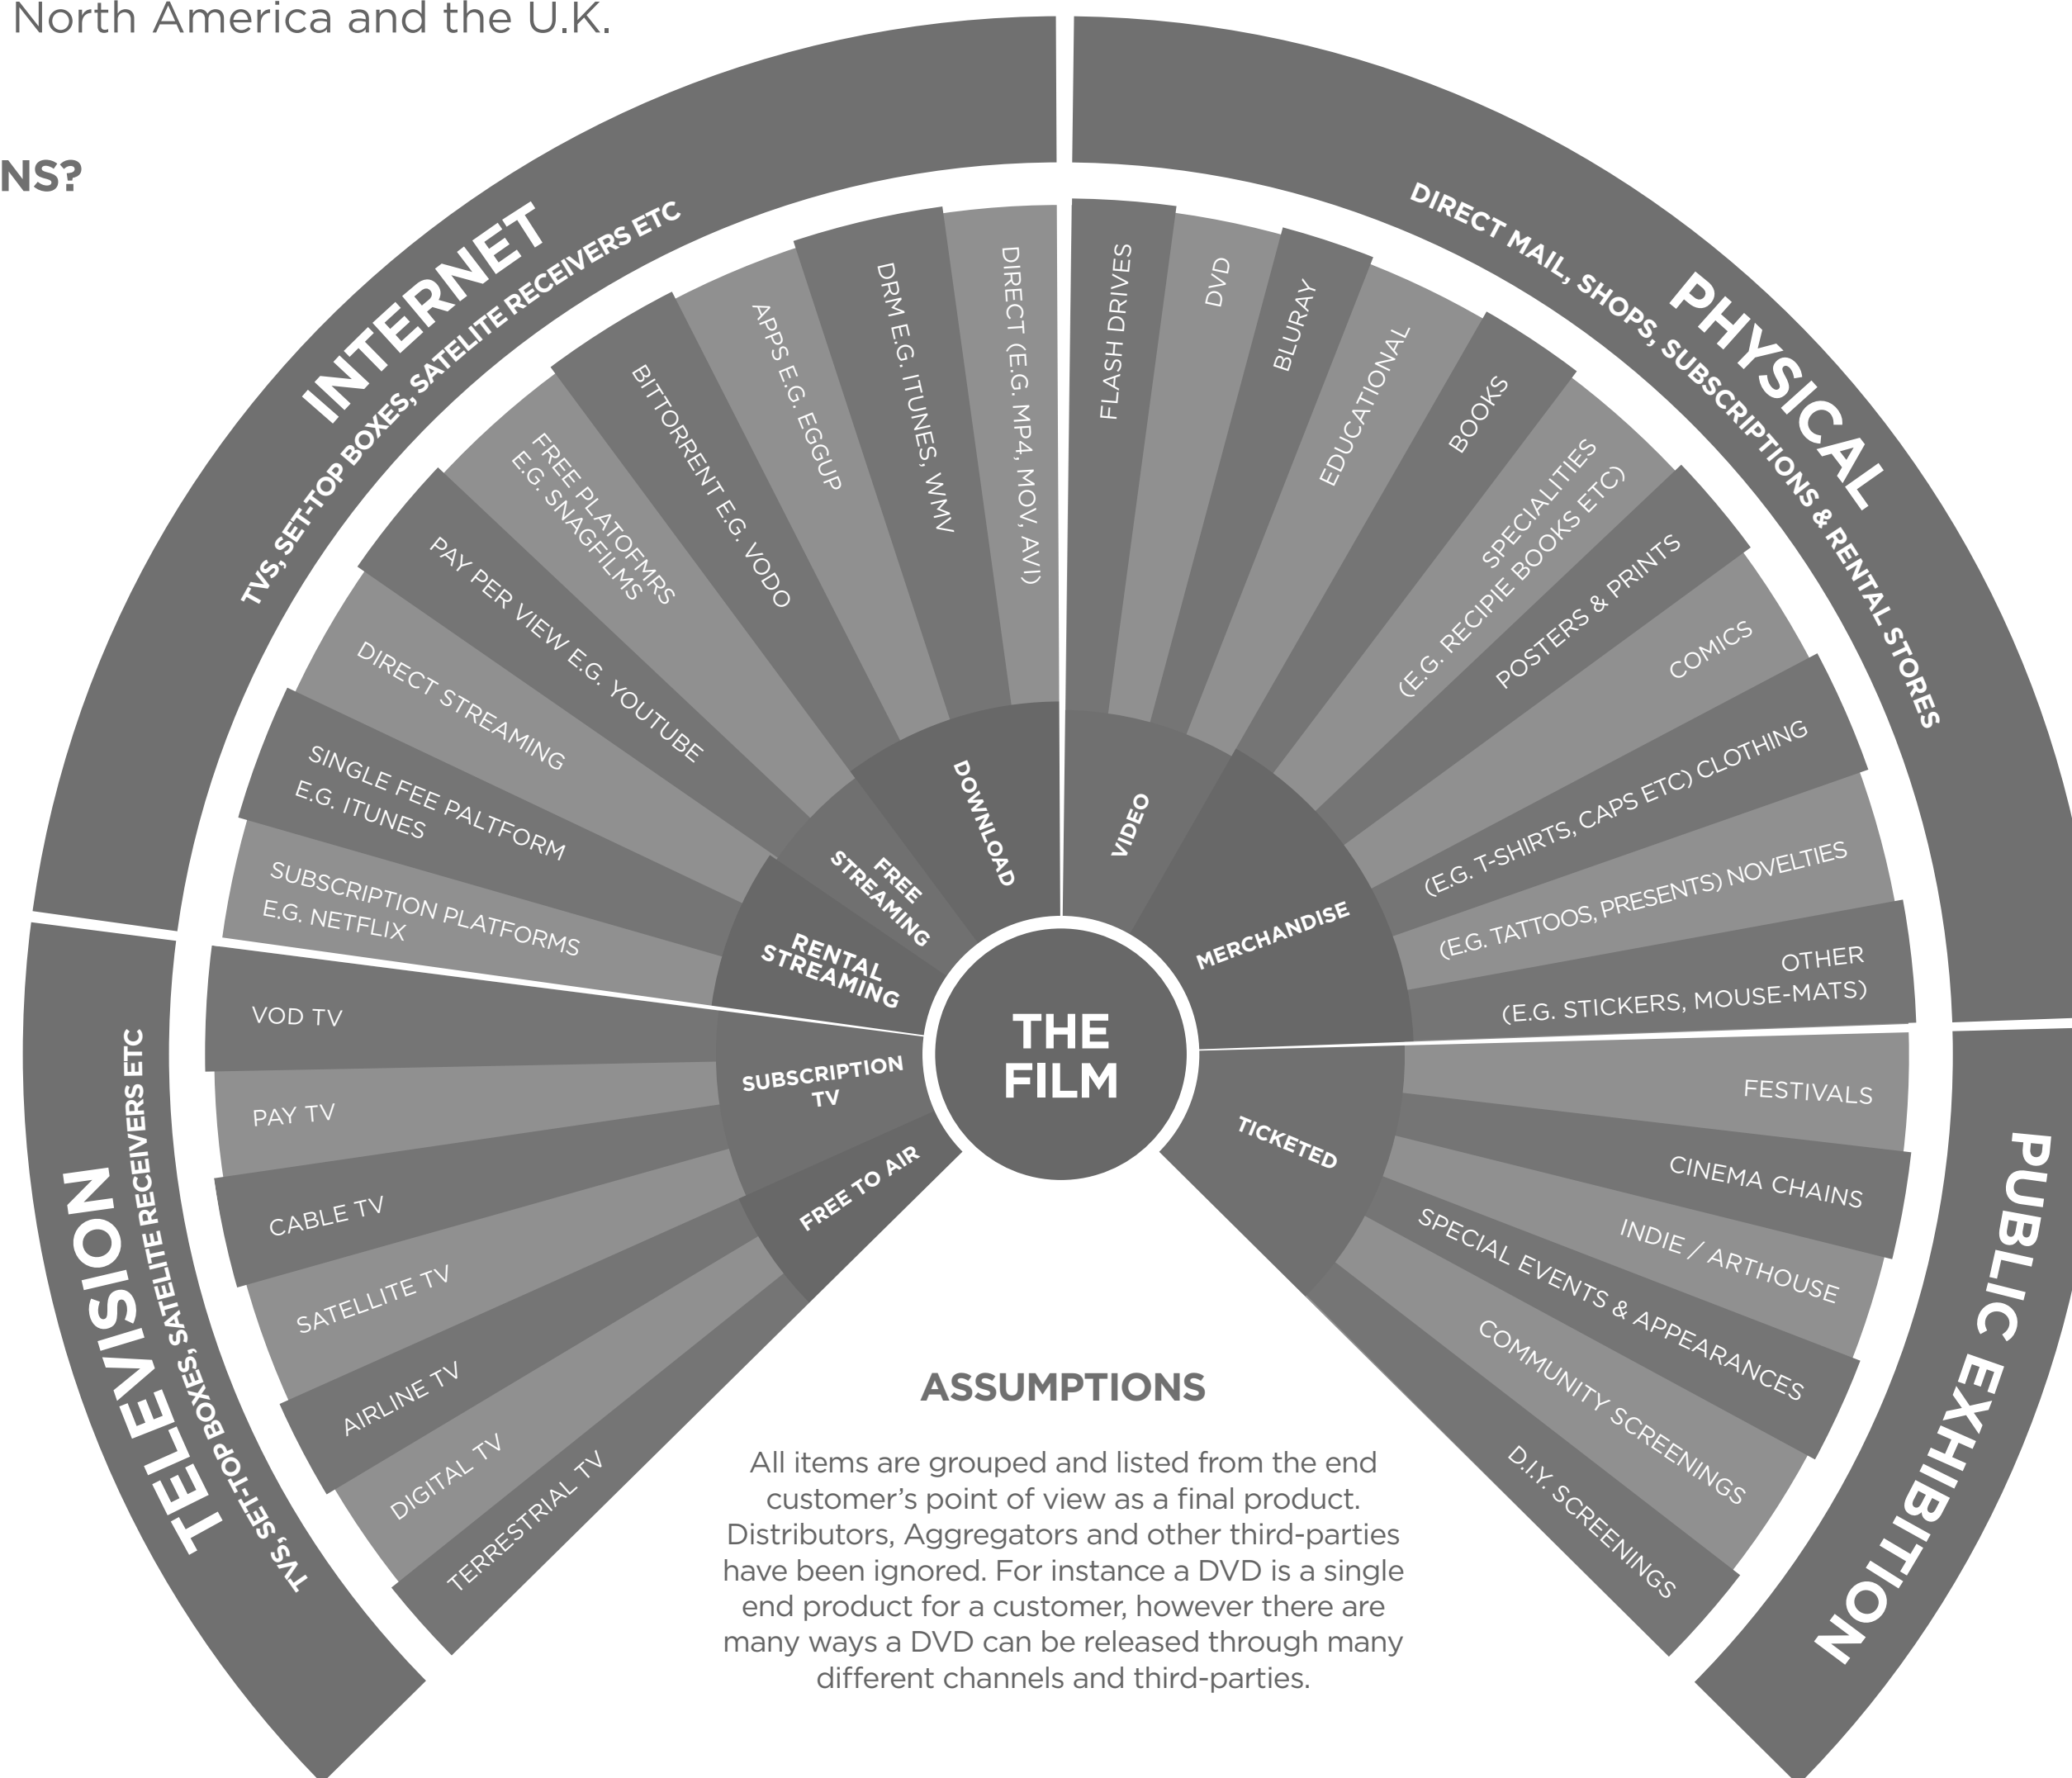 North America and the U.K.
NS?
INTERNET
TVS, SET-TOP BOXES, SATELITE RECEIVERS ETC
PHYSICAL
DIRECT MAIL, SHOPS, SUBSCRIPTIONS & RENTAL STORES
TELEVISION
TVS, SET-TOP BOXES, SATELITE RECEIVERS ETC
PUBLIC EXHIBITION
TERRESTRIAL TV
DIGITAL TV
AIRLINE TV
SATELLITE TV
CABLE TV
PAY TV
VOD TV
SUBSCRIPTION PLATFORMS
E.G. NETFLIX
SINGLE FEE PALTFORM
E.G. ITUNES
DIRECT STREAMING
PAY PER VIEW E.G. YOUTUBE
FREE PLATOFMRS
E.G. SNAGFILMS
BITTORRENT E.G. VODO
APPS E.G. EGGUP
DRM E.G. ITUNES, WMV
DIRECT (E.G. MP4, MOV, AVI)
FLASH DRIVES
DVD
BLURAY
EDUCATIONAL
BOOKS
SPECIALITIES
(E.G. RECIPIE BOOKS ETC)
POSTERS & PRINTS
COMICS
(E.G. T-SHIRTS, CAPS ETC) CLOTHING
(E.G. TATTOOS, PRESENTS) NOVELTIES
OTHER
(E.G. STICKERS, MOUSE-MATS)
FESTIVALS
CINEMA CHAINS
INDIE / ARTHOUSE
SPECIAL EVENTS & APPEARANCES
COMMUNITY SCREENINGS
D.I.Y. SCREENINGS
FREE TO AIR
SUBSCRIPTION
TV
RENTAL
STREAMING
FREE
STREAMING
DOWNLOAD
VIDEO
MERCHANDISE
TICKETED
THE
FILM
ASSUMPTIONS
All items are grouped and listed from the end
customer's point of view as a final product.
Distributors, Aggregators and other third-parties
have been ignored. For instance a DVD is a single
end product for a customer, however there are
many ways a DVD can be released through many
different channels and third-parties.